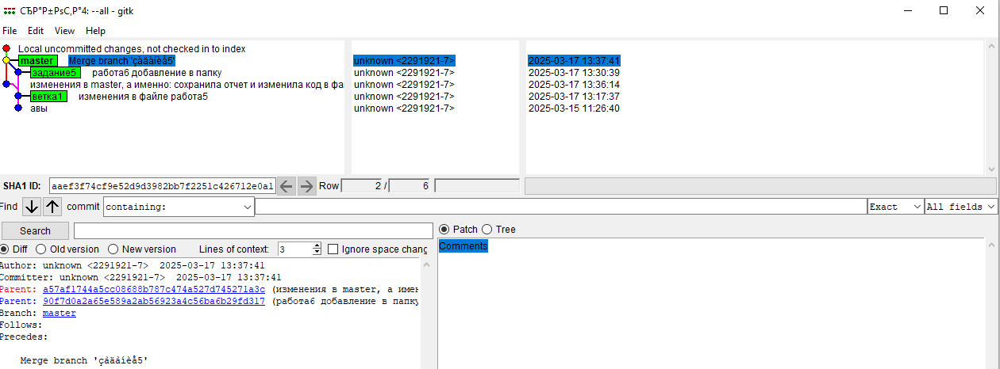 СЂР°Р±РѕС‚Р°4: --all - gitk
File Edit View Help
Local uncommitted changes, not checked in to index
master Merge branch 'çàäàíèå5' unknown <2291921-7> 2025-03-17 13:37:41
задание5 работа6 добавление в папку unknown <2291921-7> 2025-03-17 13:30:39
изменения в master, а именно: сохранила отчет и изменила код в фа unknown <2291921-7> 2025-03-17 13:36:14
ветка1 изменения в файле работа5 unknown <2291921-7> 2025-03-17 13:17:37
авы unknown <2291921-7> 2025-03-15 11:26:40
SHA1 ID: aaef3f74cf9e52d9d3982bb7f2251c426712e0a1 Row 2 / 6
Find commit containing: Exact All fields
Search Patch Tree
Diff Old version New version Lines of context: 3 Ignore space chang
Comments
Author: unknown <2291921-7> 2025-03-17 13:37:41
Committer: unknown <2291921-7> 2025-03-17 13:37:41
Parent: a57af1744a5cc08688b787c474a527d745271a3c (изменения в master, а имен
Parent: 90f7d0a2a65e589a2ab56923a4c56ba6b29fd317 (работа6 добавление в папку
Branch: master
Follows:
Precedes:
Merge branch 'çàäàíèå5'